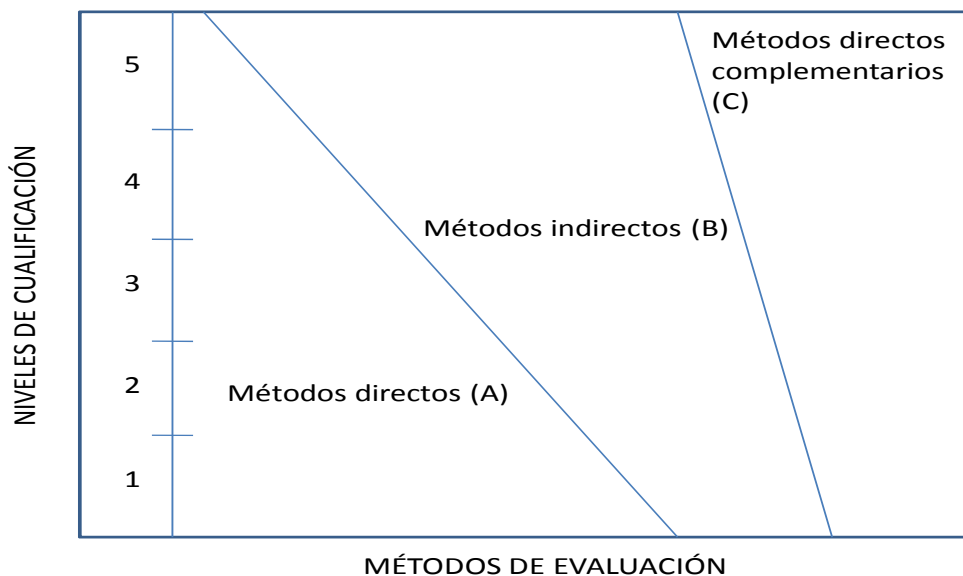 Métodos directos
complementarios
(C)
5
4
Métodos indirectos (B)
3
2
Métodos directos (A)
1
NIVELES DE CUALIFICACIÓN
MÉTODOS DE EVALUACIÓN